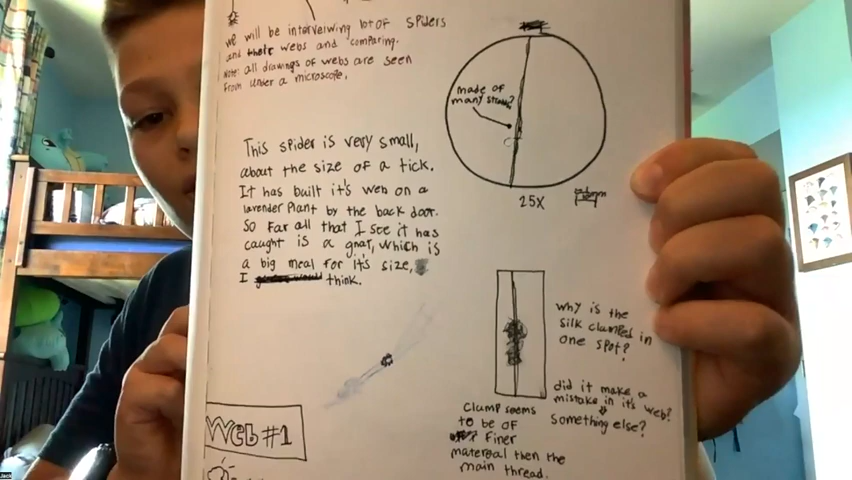 we will be interveiwing lot of spiders
and their webs and comparing.
Note: all drawings of webs are seen
from under a microscope.
made of
many strands?
25X
This spider is very small,
about the size of a tick.
It has built it's web on a
lavender plant by the back door.
So far all that I see it has
caught is a gnat, which is
a big meal for it's size,
I think.
why is the
silk clumped in
one spot?
did it make a
mistake in it's web?
Something else?
Clump seems
to be of
finer
matereal then the
main thread.
Web #1
Jack